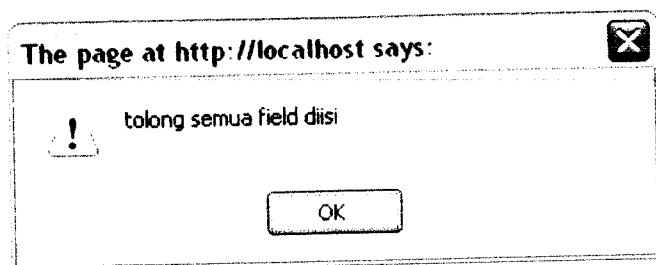 The page at http://localhost says:
tolong semua field diisi
OK